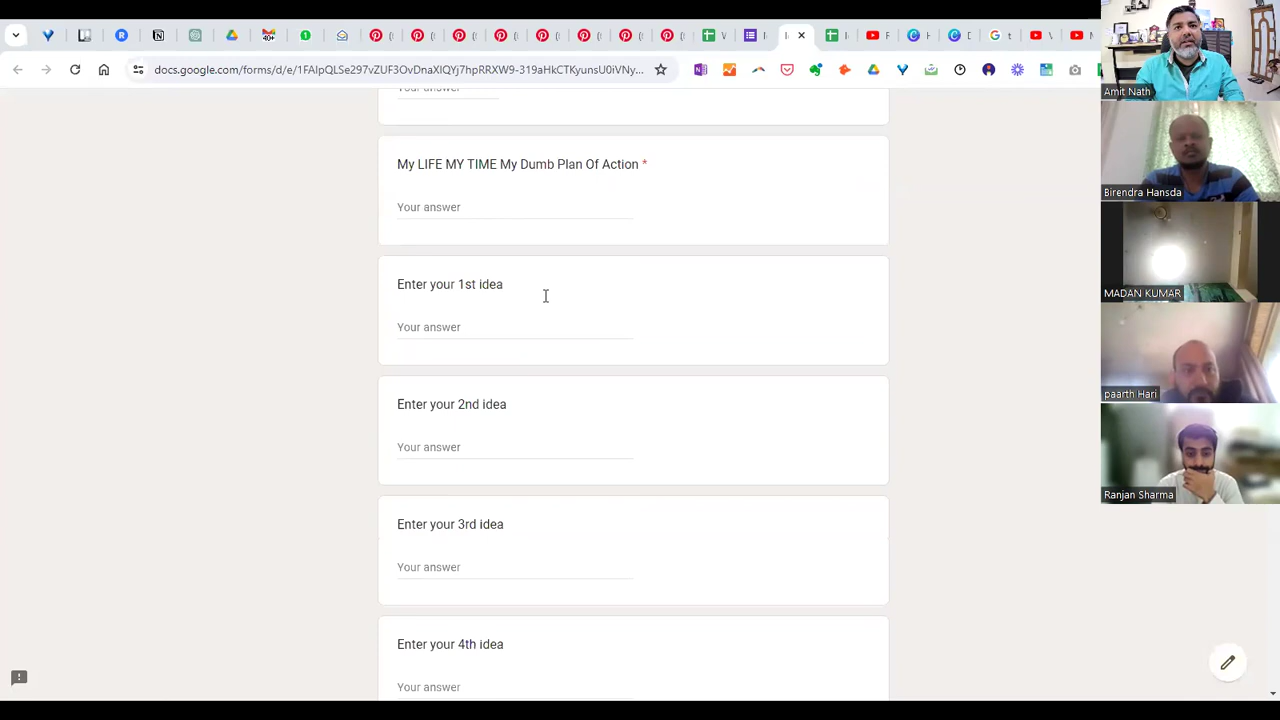 docs.google.com/forms/d/e/
Amit Nath
Your answer
My LIFE MY TIME My Dumb Plan Of Action *
Your answer
Birendra Hansda
Enter your 1st idea
MADAN KUMAR
Your answer
Enter your 2nd idea
paarth Hari
Your answer
Ranjan Sharma
Enter your 3rd idea
Your answer
Enter your 4th idea
Your answer